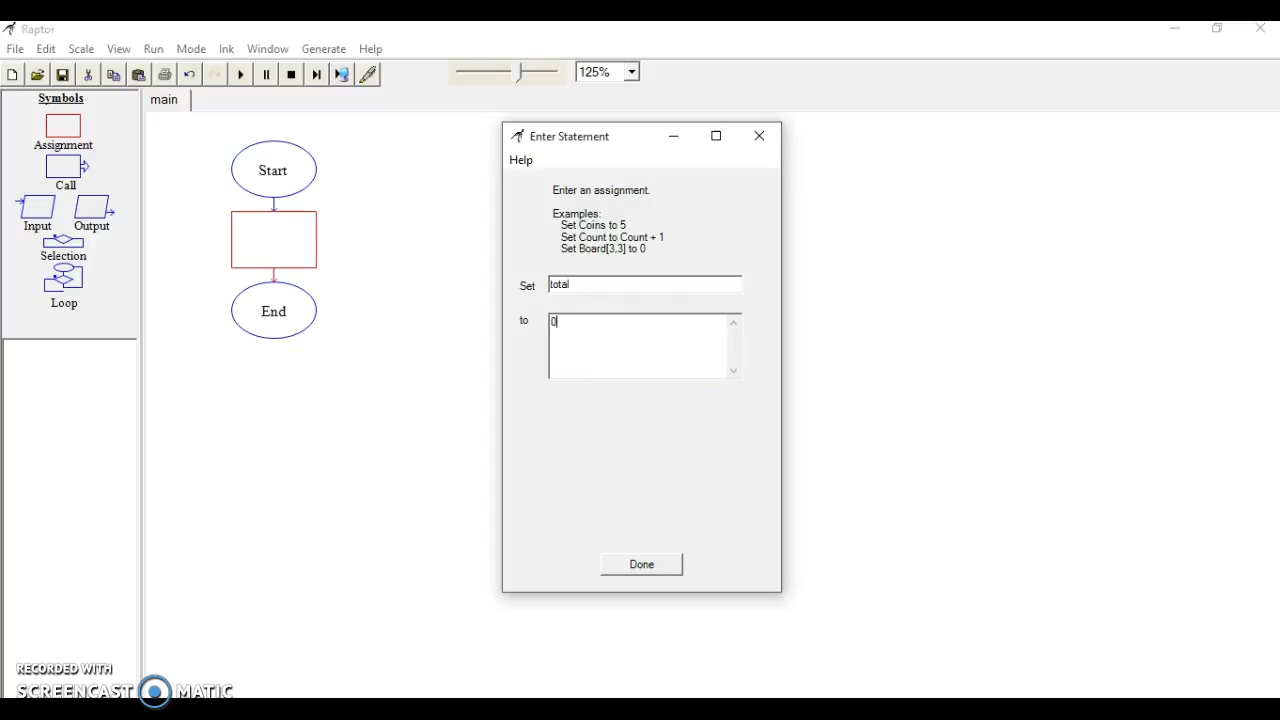 Raptor
File Edit Scale View Run Mode Ink Window Generate Help
125%
Symbols
Assignment
Call
Input Output
Selection
Loop
main
Start
End
Enter Statement
Help
Enter an assignment.
Examples:
Set Coins to 5
Set Count to Count + 1
Set Board[3,3] to 0
Set total
to 0
Done
RECORDED WITH
SCREENCAST MATIC